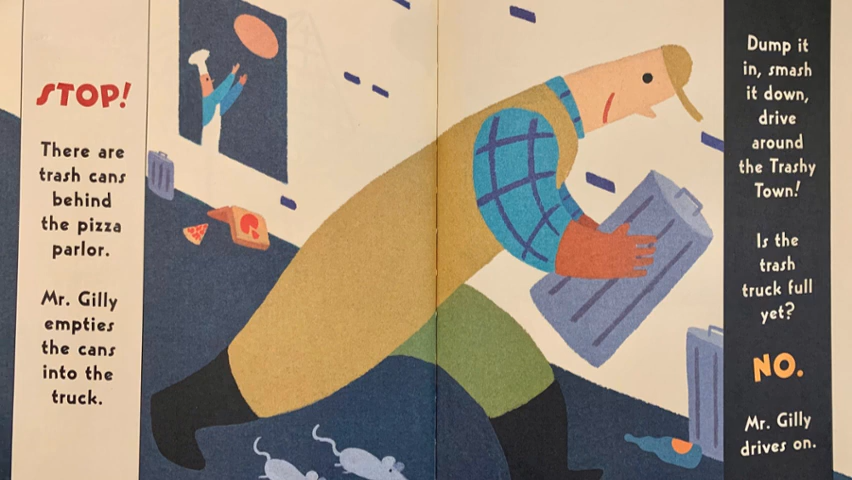 STOP!
There are
trash cans
behind
the pizza
parlor.
Mr. Gilly
empties
the cans
into the
truck.
Dump it
in, smash
it down,
drive
around
the Trashy
Town!
Is the
trash
truck full
yet?
NO.
Mr. Gilly
drives on.